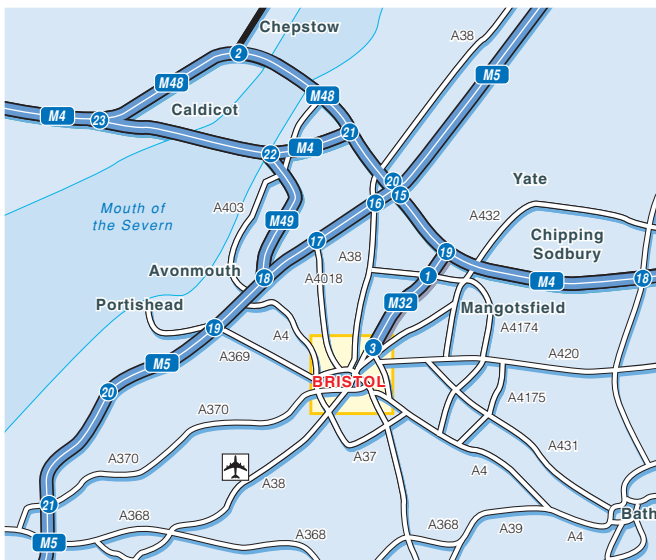 Chepstow
A38
2
M5
M48
M48
Caldicot
M4
23
21
M4
22
20
15
16
Yate
Mouth of
the Severn
A403
A432
M49
17
A38
19
Chipping
Sodbury
Avonmouth
18
A4018
1
M4
18
Portishead
M32
Mangotsfield
19
A4
A4174
3
A369
A420
M5
BRISTOL
20
A4175
A370
A431
A37
A370
A4
A38
21
A368
A368
A368
A39
A4
Bath
M5